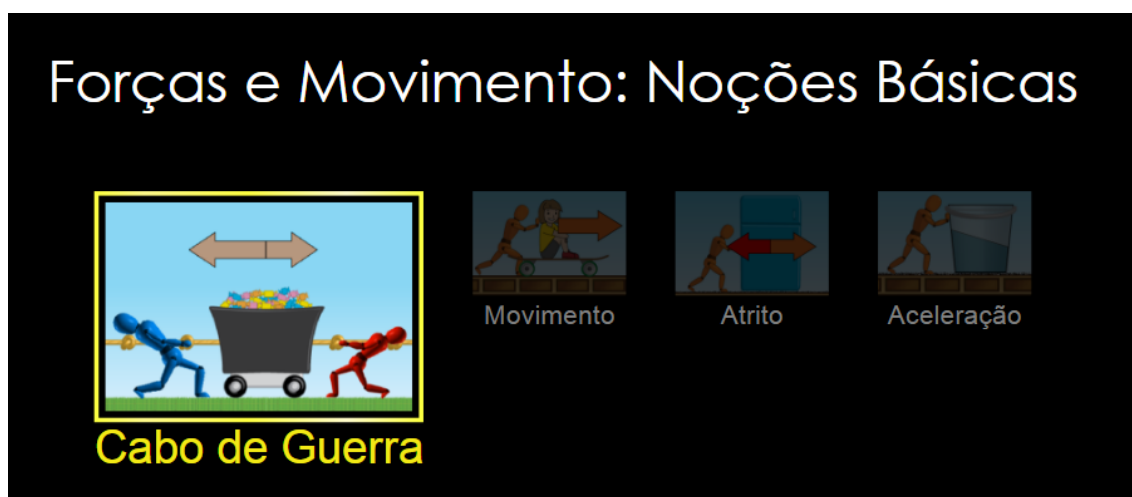 Forças e Movimento: Noções Básicas
Movimento
Atrito
Aceleração
Cabo de Guerra